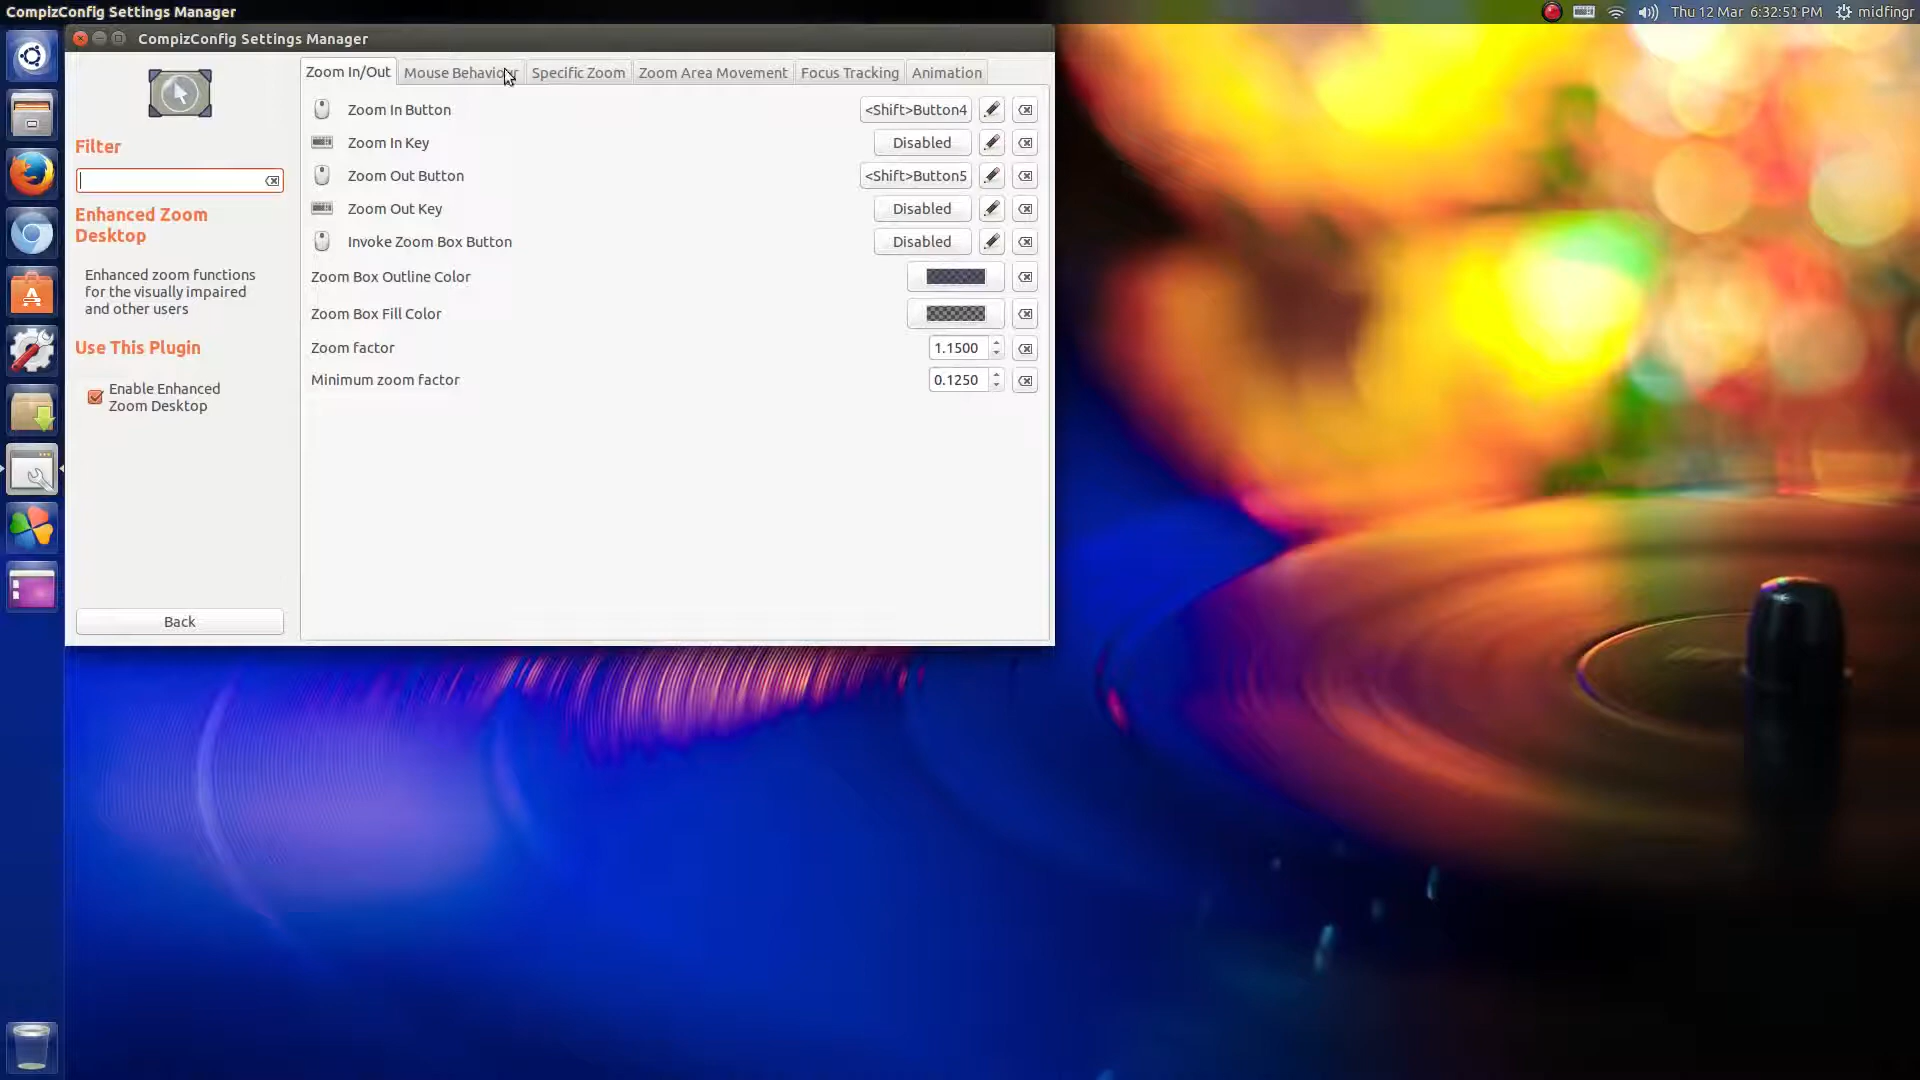 CompizConfig Settings Manager
Thu 12 Mar 6:32:51 PM midfingr
CompizConfig Settings Manager
Zoom In/Out Mouse Behaviour Specific Zoom Zoom Area Movement Focus Tracking Animation
Filter
Enhanced Zoom
Desktop
Enhanced zoom functions
for the visually impaired
and other users
Use This Plugin
Enable Enhanced
Zoom Desktop
Back
Zoom In Button <Shift>Button4
Zoom In Key Disabled
Zoom Out Button <Shift>Button5
Zoom Out Key Disabled
Invoke Zoom Box Button Disabled
Zoom Box Outline Color
Zoom Box Fill Color
Zoom factor 1.1500
Minimum zoom factor 0.1250